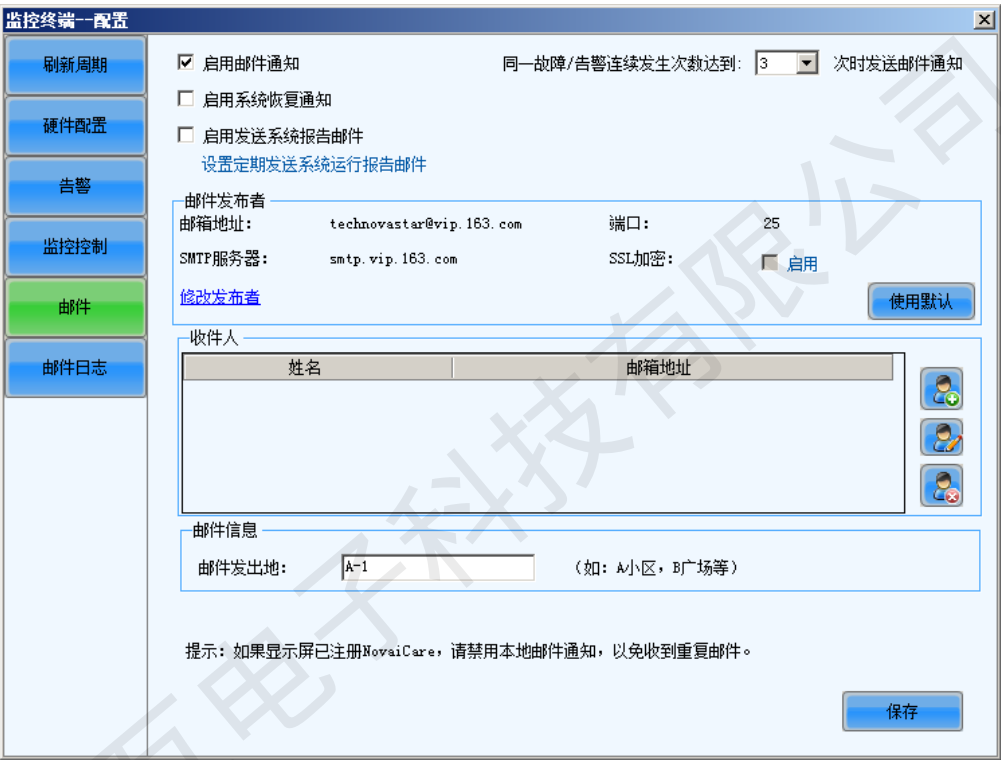 监控终端--配置
刷新周期
硬件配置
告警
监控控制
邮件
邮件日志
启用邮件通知 同一故障/告警连续发生次数达到: 3 次时发送邮件通知
启用系统恢复通知
启用发送系统报告邮件
设置定期发送系统运行报告邮件
邮件发布者
邮箱地址: technovastar@vip.163.com 端口: 25
SMTP服务器: smtp.vip.163.com SSL加密: 启用
修改发布者 使用默认
收件人
姓名 邮箱地址
邮件信息
邮件发出地: A-1 (如: A小区, B广场等)
提示: 如果显示屏已注册NovaiCare, 请禁用本地邮件通知, 以免收到重复邮件。
保存
电子科技有限公司